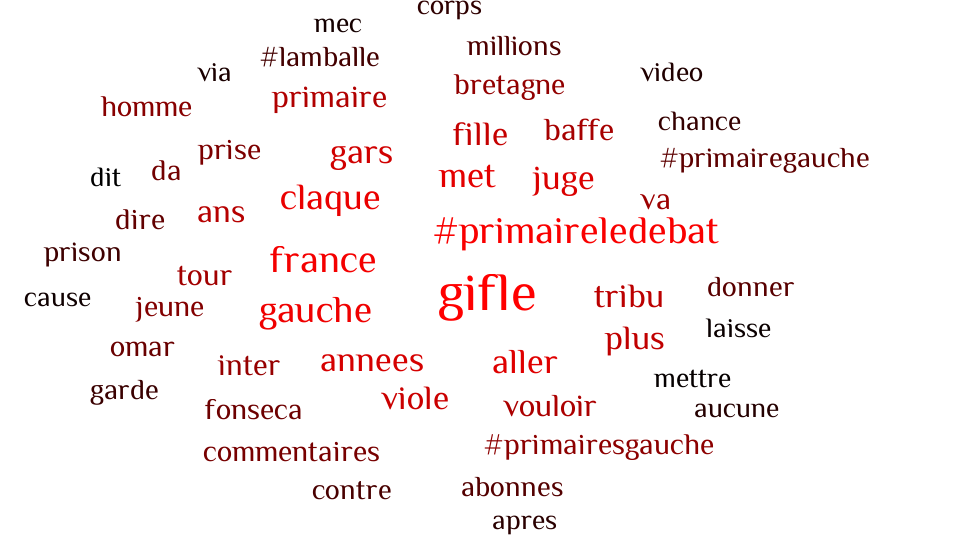 corps
mec
millions
#lamballe
via
video
bretagne
primaire
homme
chance
fille
baffe
prise
gars
#primairegauche
dit
da
met
juge
claque
va
ans
dire
#primaireledebat
prison
france
tour
cause
gifle
tribu
donner
jeune
gauche
laisse
plus
omar
inter
annees
aller
mettre
garde
viole
vouloir
aucune
fonseca
commentaires
#primairesgauche
contre
abonnes
apres